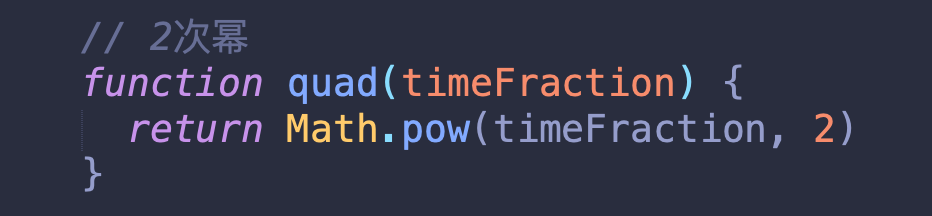 // 2次幂
function quad(timeFraction) {
  return Math.pow(timeFraction, 2)
}